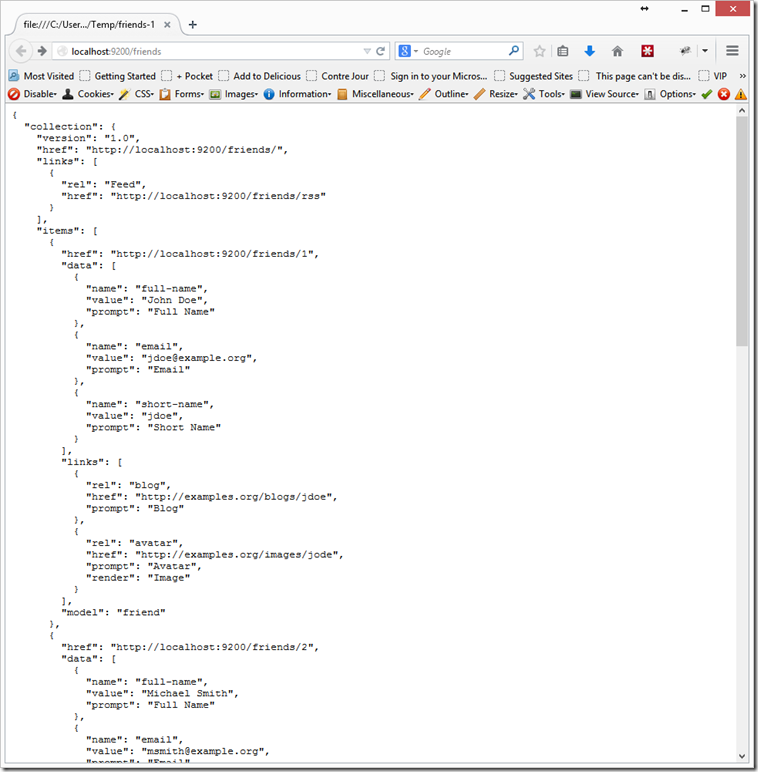 file:///C:/User.../Temp/friends-1
localhost:9200/friends
Google
Most Visited Getting Started + Pocket Add to Delicious Contre Jour Sign in to your Micros... Suggested Sites This page can't be dis... VIP »
Disable Cookies CSS Forms Images Information Miscellaneous Outline Resize Tools View Source Options
{
"collection": {
"version": "1.0",
"href": "http://localhost:9200/friends/",
"links": [
{
"rel": "Feed",
"href": "http://localhost:9200/friends/rss"
}
],
"items": [
{
"href": "http://localhost:9200/friends/1",
"data": [
{
"name": "full-name",
"value": "John Doe",
"prompt": "Full Name"
},
{
"name": "email",
"value": "jdoe@example.org",
"prompt": "Email"
},
{
"name": "short-name",
"value": "jdoe",
"prompt": "Short Name"
}
],
"links": [
{
"rel": "blog",
"href": "http://examples.org/blogs/jdoe",
"prompt": "Blog"
},
{
"rel": "avatar",
"href": "http://examples.org/images/jode",
"prompt": "Avatar",
"render": "Image"
}
],
"model": "friend"
},
{
"href": "http://localhost:9200/friends/2",
"data": [
{
"name": "full-name",
"value": "Michael Smith",
"prompt": "Full Name"
},
{
"name": "email",
"value": "msmith@example.org",
"prompt": "Email"